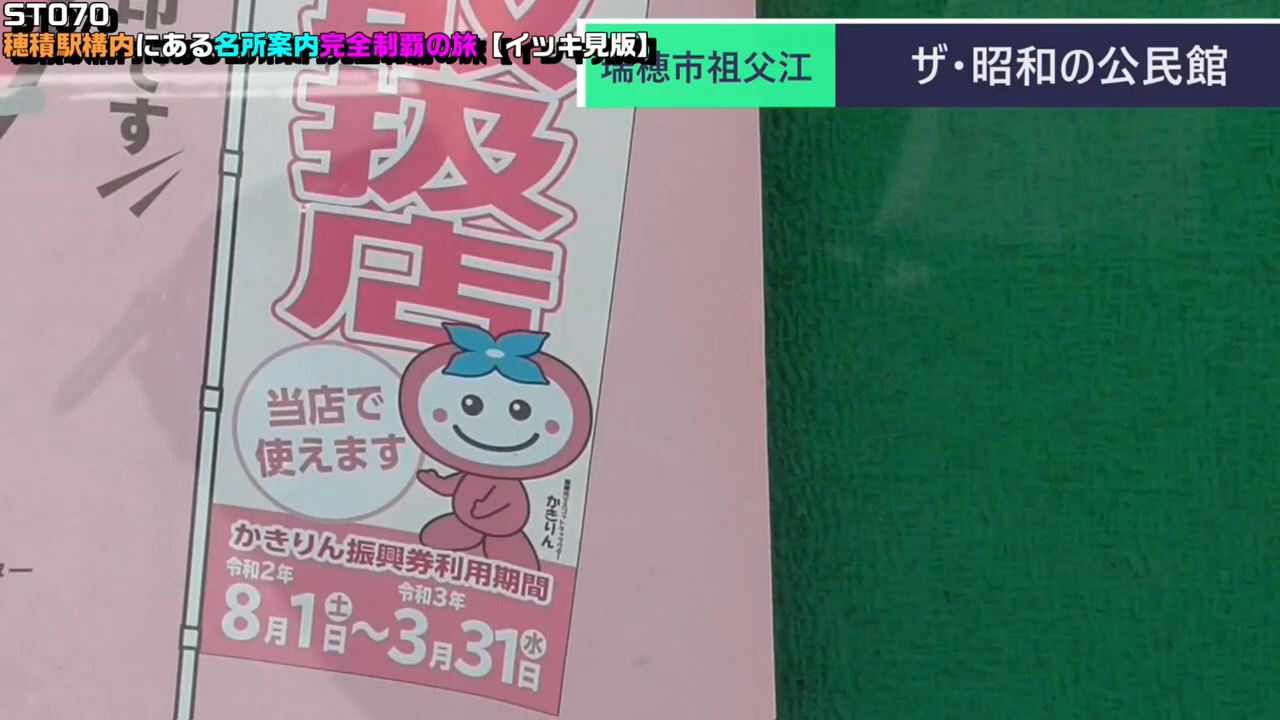 ST070
穂積駅構内にある名所案内完全制覇の旅【イツキ見版】
瑞穂市祖父江
ザ・昭和の公民館
です
扱
店
当店で
使えます
かきりん
かきりん振興券利用期間
令和2年
令和3年
8月1日土~3月31日水